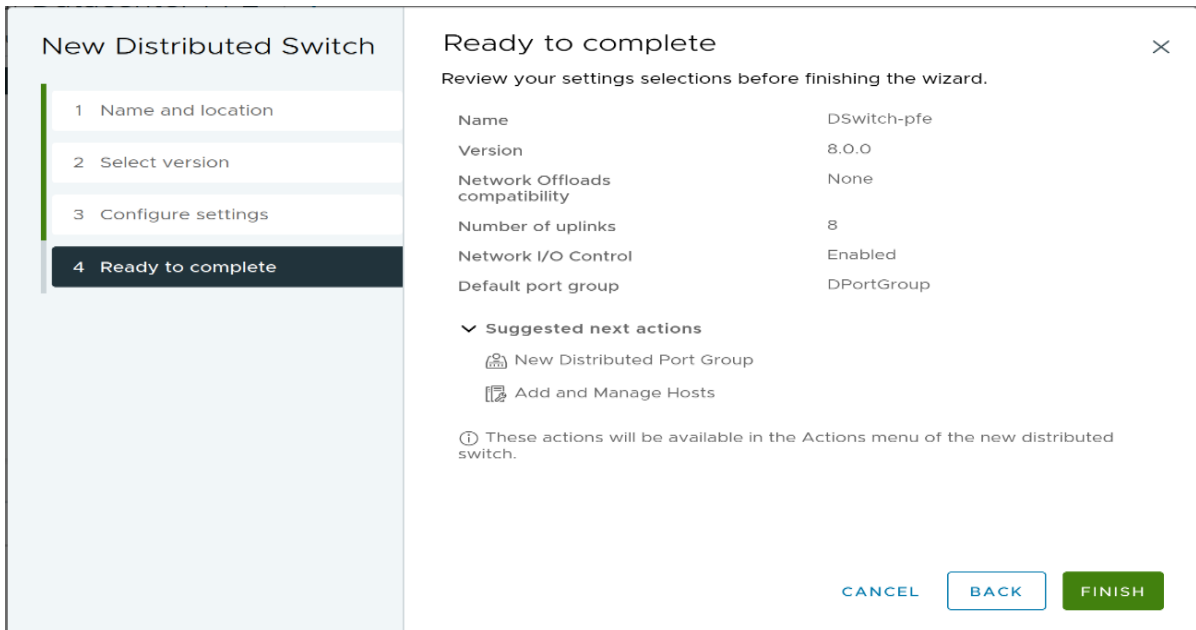 New Distributed Switch
1 Name and location
2 Select version
3 Configure settings
4 Ready to complete
Ready to complete
Review your settings selections before finishing the wizard.
Name DSwitch-pfe
Version 8.0.0
Network Offloads compatibility None
Number of uplinks 8
Network I/O Control Enabled
Default port group DPortGroup
Suggested next actions
New Distributed Port Group
Add and Manage Hosts
These actions will be available in the Actions menu of the new distributed
switch.
CANCEL BACK FINISH